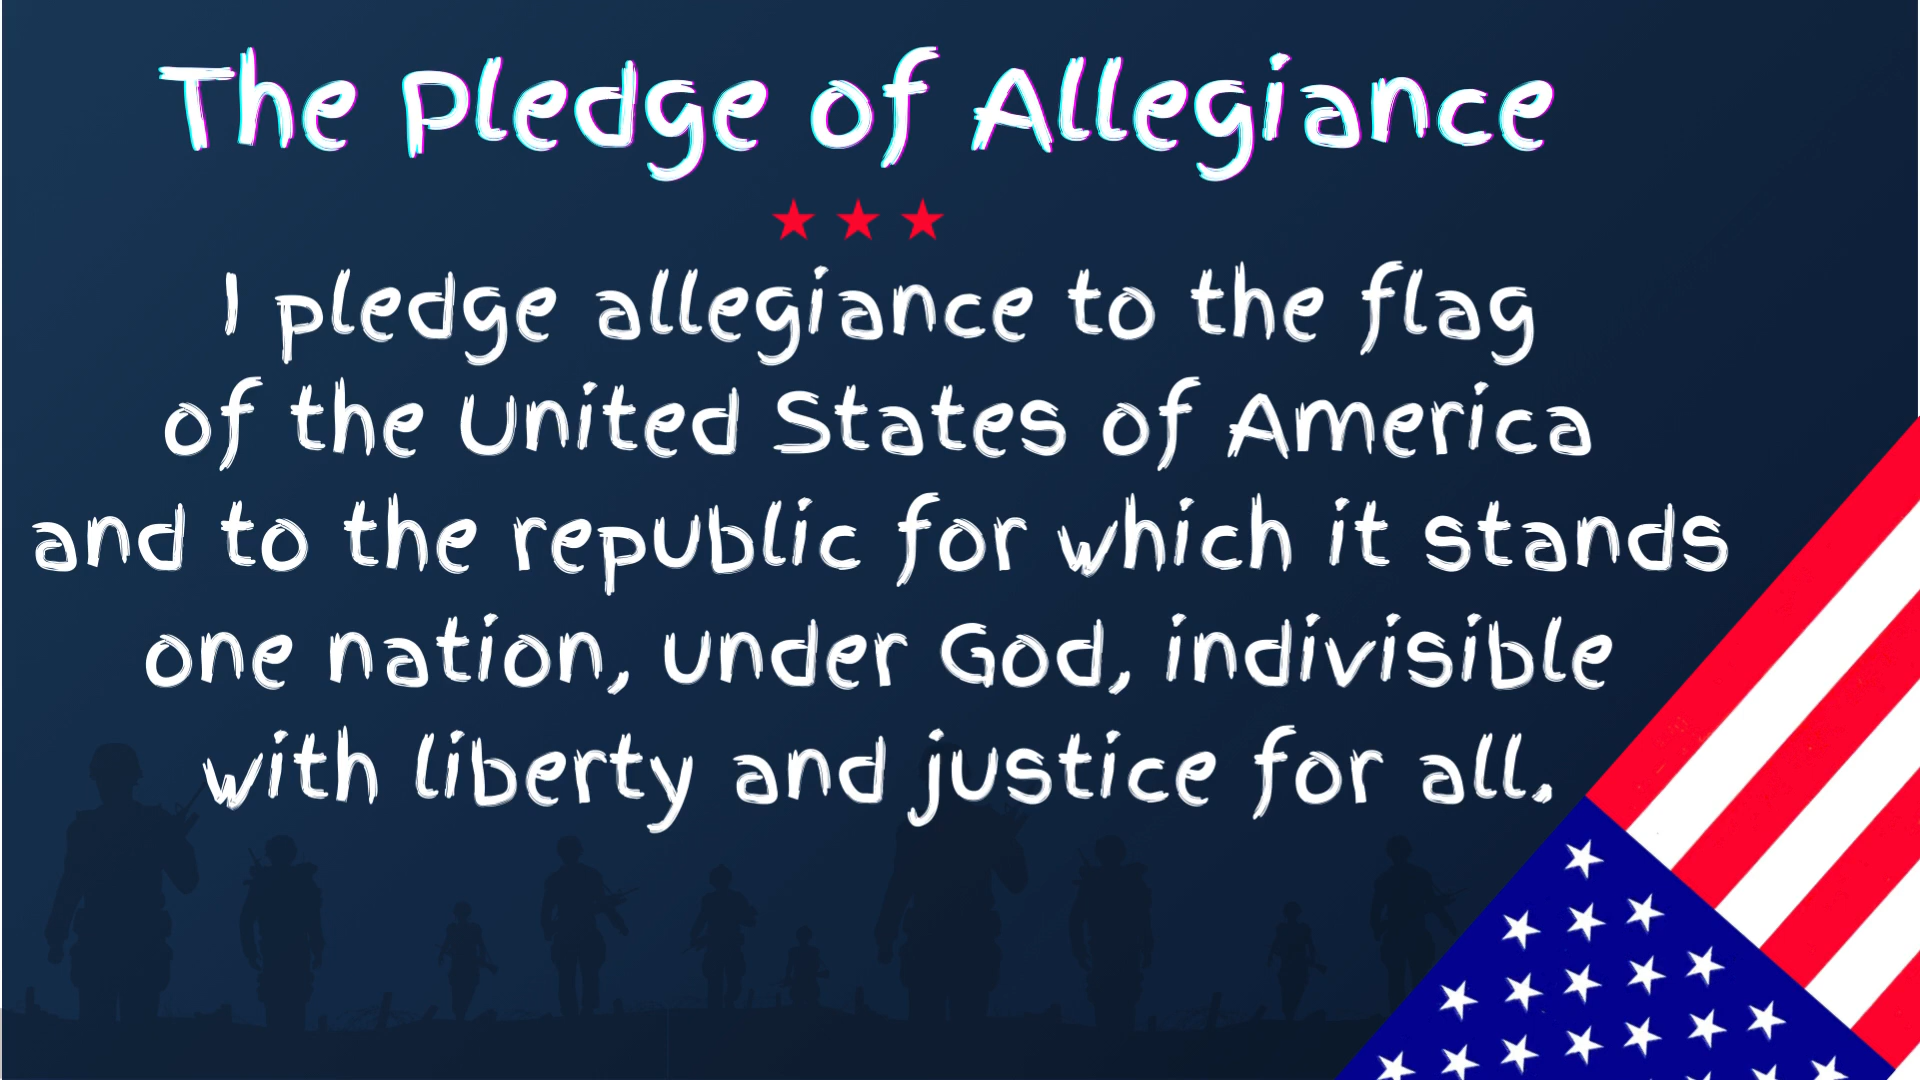 The Pledge of Allegiance
I pledge allegiance to the flag
of the United States of America
and to the republic for which it stands
one nation, under God, indivisible
with liberty and justice for all.